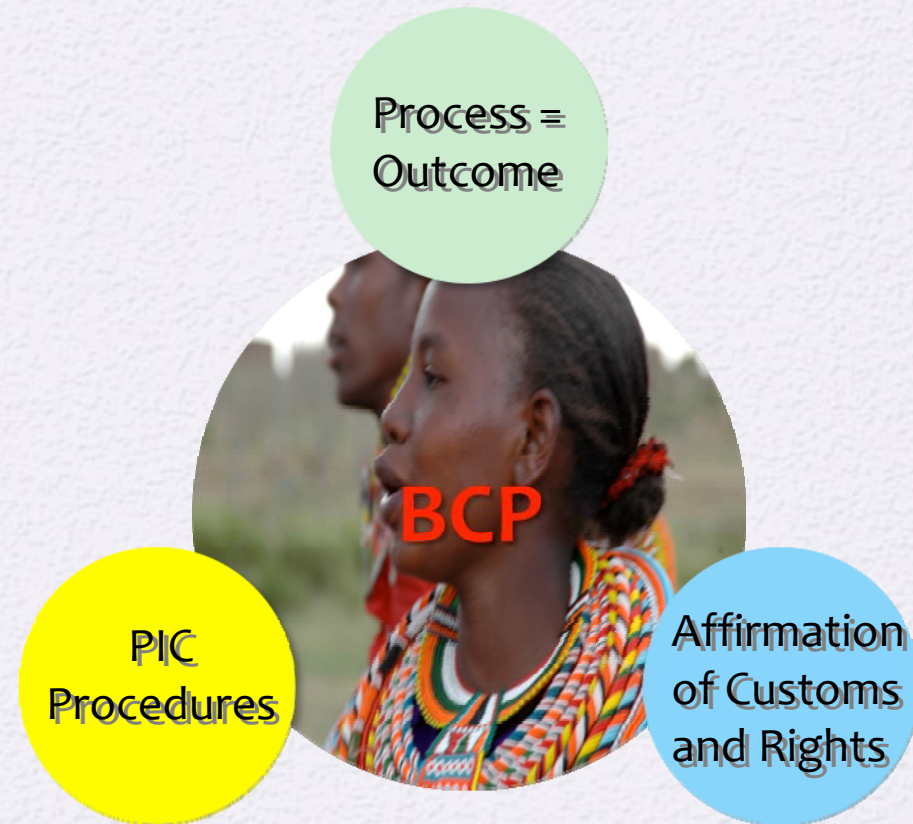 Process =
Outcome
BCP
PIC
Procedures
Affirmation
of Customs
and Rights